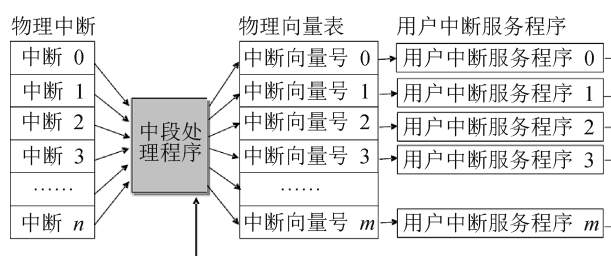 物理中断
中断 0
中断 1
中断 2
中断 3
……
中断 n
中段处
理程序
物理向量表
中断向量号 0
中断向量号 1
中断向量号 2
中断向量号 3
……
中断向量号 m
用户中断服务程序
用户中断服务程序 0
用户中断服务程序 1
用户中断服务程序 2
用户中断服务程序 3
用户中断服务程序 m